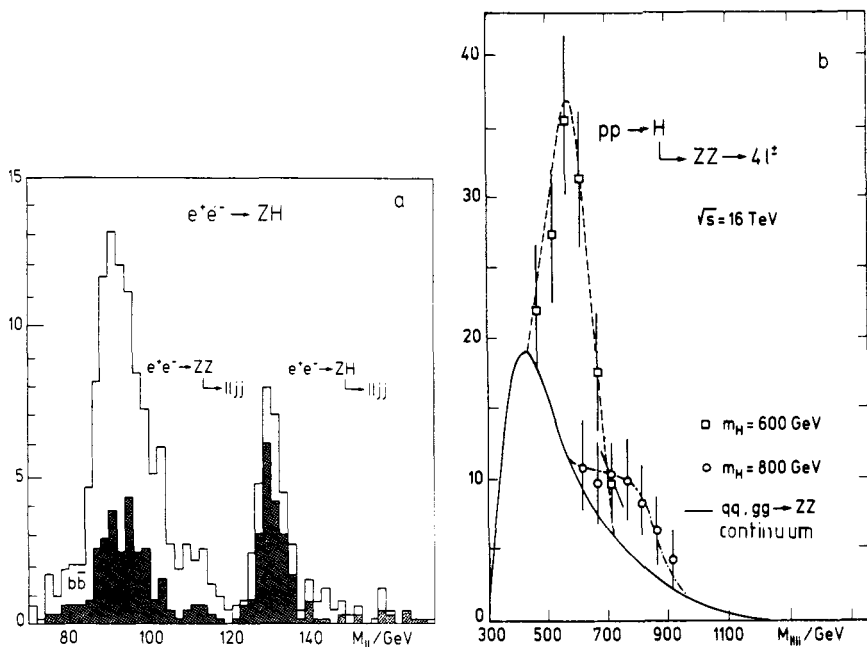 a
e⁺e⁻ → ZH
e⁺e⁻ → ZZ
lljj
e⁺e⁻ → ZH
lljj
bb̄
15
10
5
0
80
100
120
140
M_jj/GeV
b
pp → H
ZZ → 4l^±
√s = 16 TeV
m_H = 600 GeV
m_H = 800 GeV
qq, gg → ZZ
continuum
40
30
20
10
0
300
500
700
900
1100
/GeV